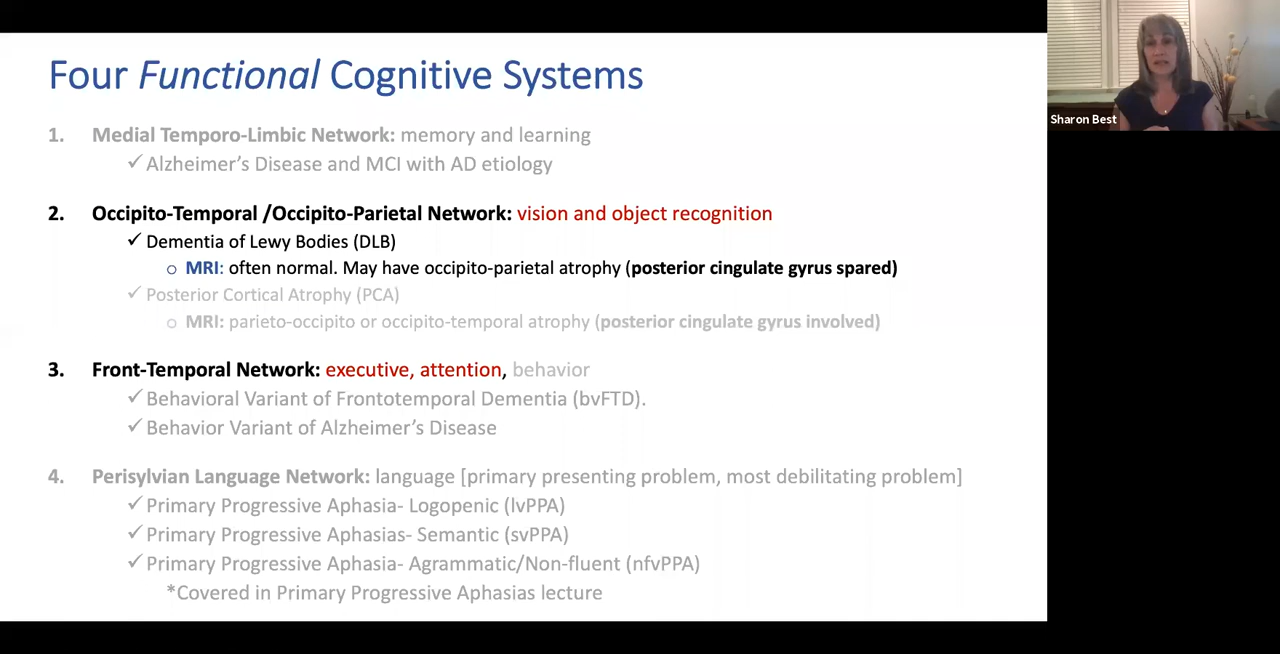 Four Functional Cognitive Systems
1. Medial Temporo-Limbic Network: memory and learning
✓ Alzheimer's Disease and MCI with AD etiology
2. Occipito-Temporal /Occipito-Parietal Network: vision and object recognition
✓ Dementia of Lewy Bodies (DLB)
○ MRI: often normal. May have occipito-parietal atrophy (posterior cingulate gyrus spared)
✓ Posterior Cortical Atrophy (PCA)
○ MRI: parieto-occipito or occipito-temporal atrophy (posterior cingulate gyrus involved)
3. Front-Temporal Network: executive, attention, behavior
✓ Behavioral Variant of Frontotemporal Dementia (bvFTD).
✓ Behavior Variant of Alzheimer's Disease
4. Perisylvian Language Network: language [primary presenting problem, most debilitating problem]
✓ Primary Progressive Aphasia- Logopenic (lvPPA)
✓ Primary Progressive Aphasias- Semantic (svPPA)
✓ Primary Progressive Aphasia- Agrammatic/Non-fluent (nfvPPA)
*Covered in Primary Progressive Aphasias lecture
Sharon Best